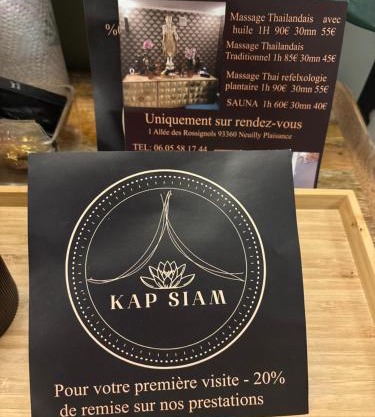 %
Massage Thailandais avec
huile 1H 90€ 30mn 55€
Massage Thailandais
Traditionnel 1h 85€ 30mn 45€
Massage Thai refelxologie
plantaire 1h 90€ 30mn 55€
SAUNA 1h 60€ 30mn 40€
Uniquement sur rendez-vous
1 Allée des Rossignols 93360 Neuilly Plaisance
TEL: 06.05.58.17.44
KAP SIAM
Pour votre première visite - 20%
de remise sur nos prestations